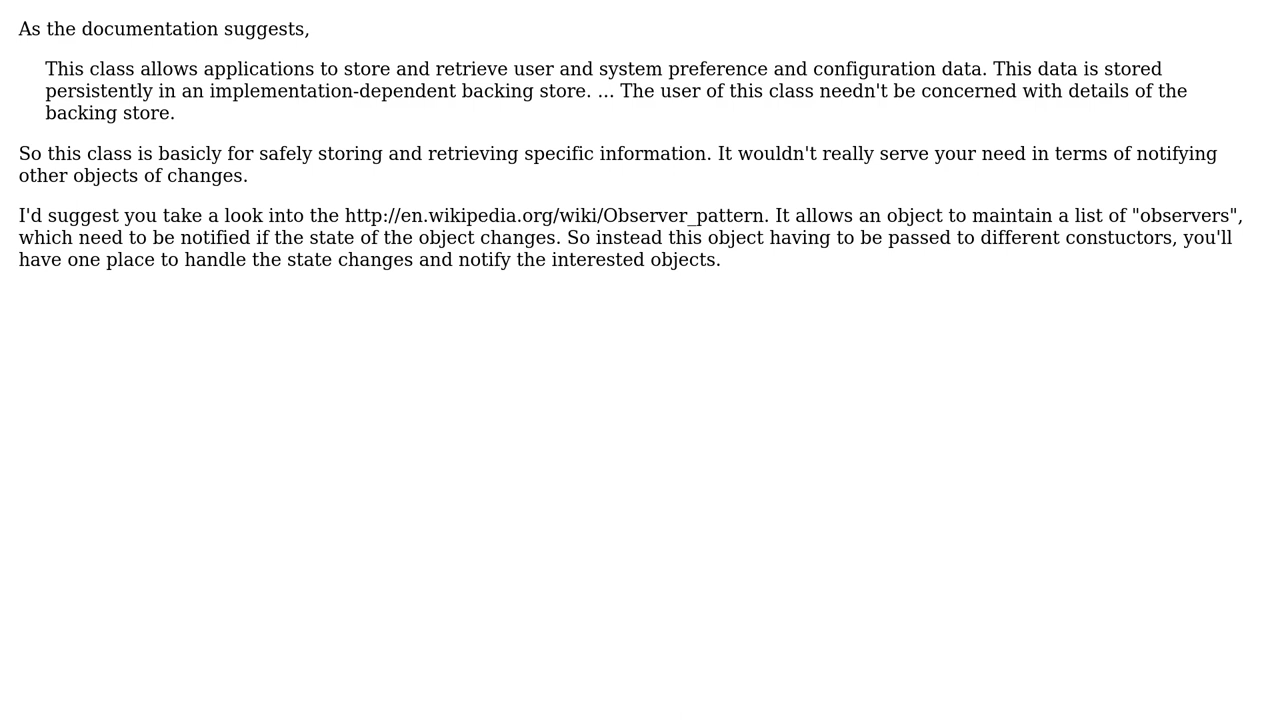 As the documentation suggests,
This class allows applications to store and retrieve user and system preference and configuration data. This data is stored
persistently in an implementation-dependent backing store. ... The user of this class needn't be concerned with details of the
backing store.
So this class is basicly for safely storing and retrieving specific information. It wouldn't really serve your need in terms of notifying
other objects of changes.
I'd suggest you take a look into the http://en.wikipedia.org/wiki/Observer_pattern. It allows an object to maintain a list of "observers",
which need to be notified if the state of the object changes. So instead this object having to be passed to different constuctors, you'll
have one place to handle the state changes and notify the interested objects.